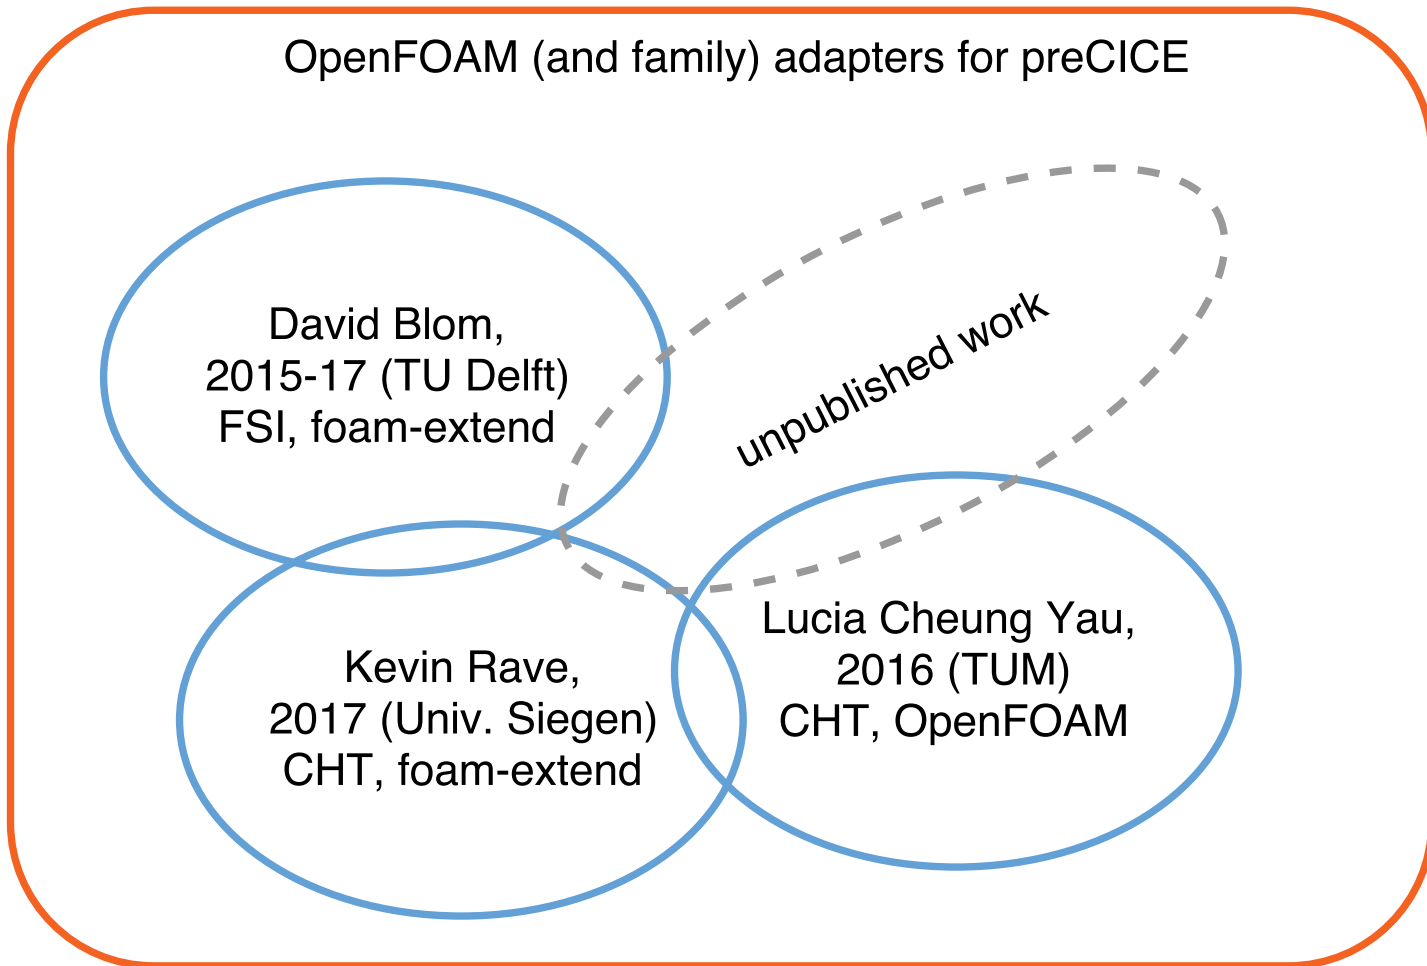 OpenFOAM (and family) adapters for preCICE
David Blom,
2015-17 (TU Delft)
FSI, foam-extend
unpublished work
Kevin Rave,
2017 (Univ. Siegen)
CHT, foam-extend
Lucia Cheung Yau,
2016 (TUM)
CHT, OpenFOAM